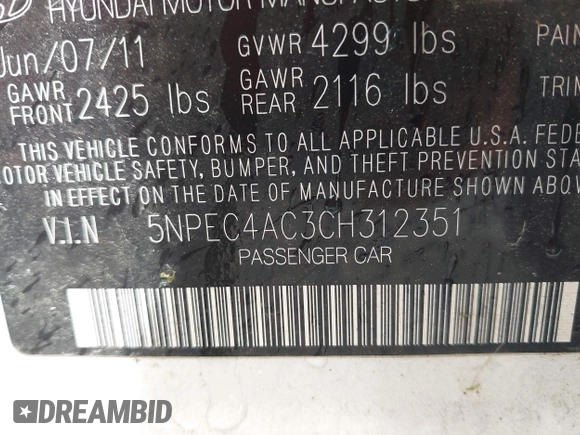 HYUNDAI MOTOR
Jun/07/11 GVWR 4299 lbs
GAWR FRONT 2425 lbs GAWR REAR 2116 lbs
THIS VEHICLE CONFORMS TO ALL APPLICABLE U.S.A.
VEHICLE SAFETY, BUMPER, AND THEFT PREVENTION
IN EFFECT ON THE DATE OF MANUFACTURE SHOWN
V.I.N 5NPEC4AC3CH312351
PASSENGER CAR
DREAMBID